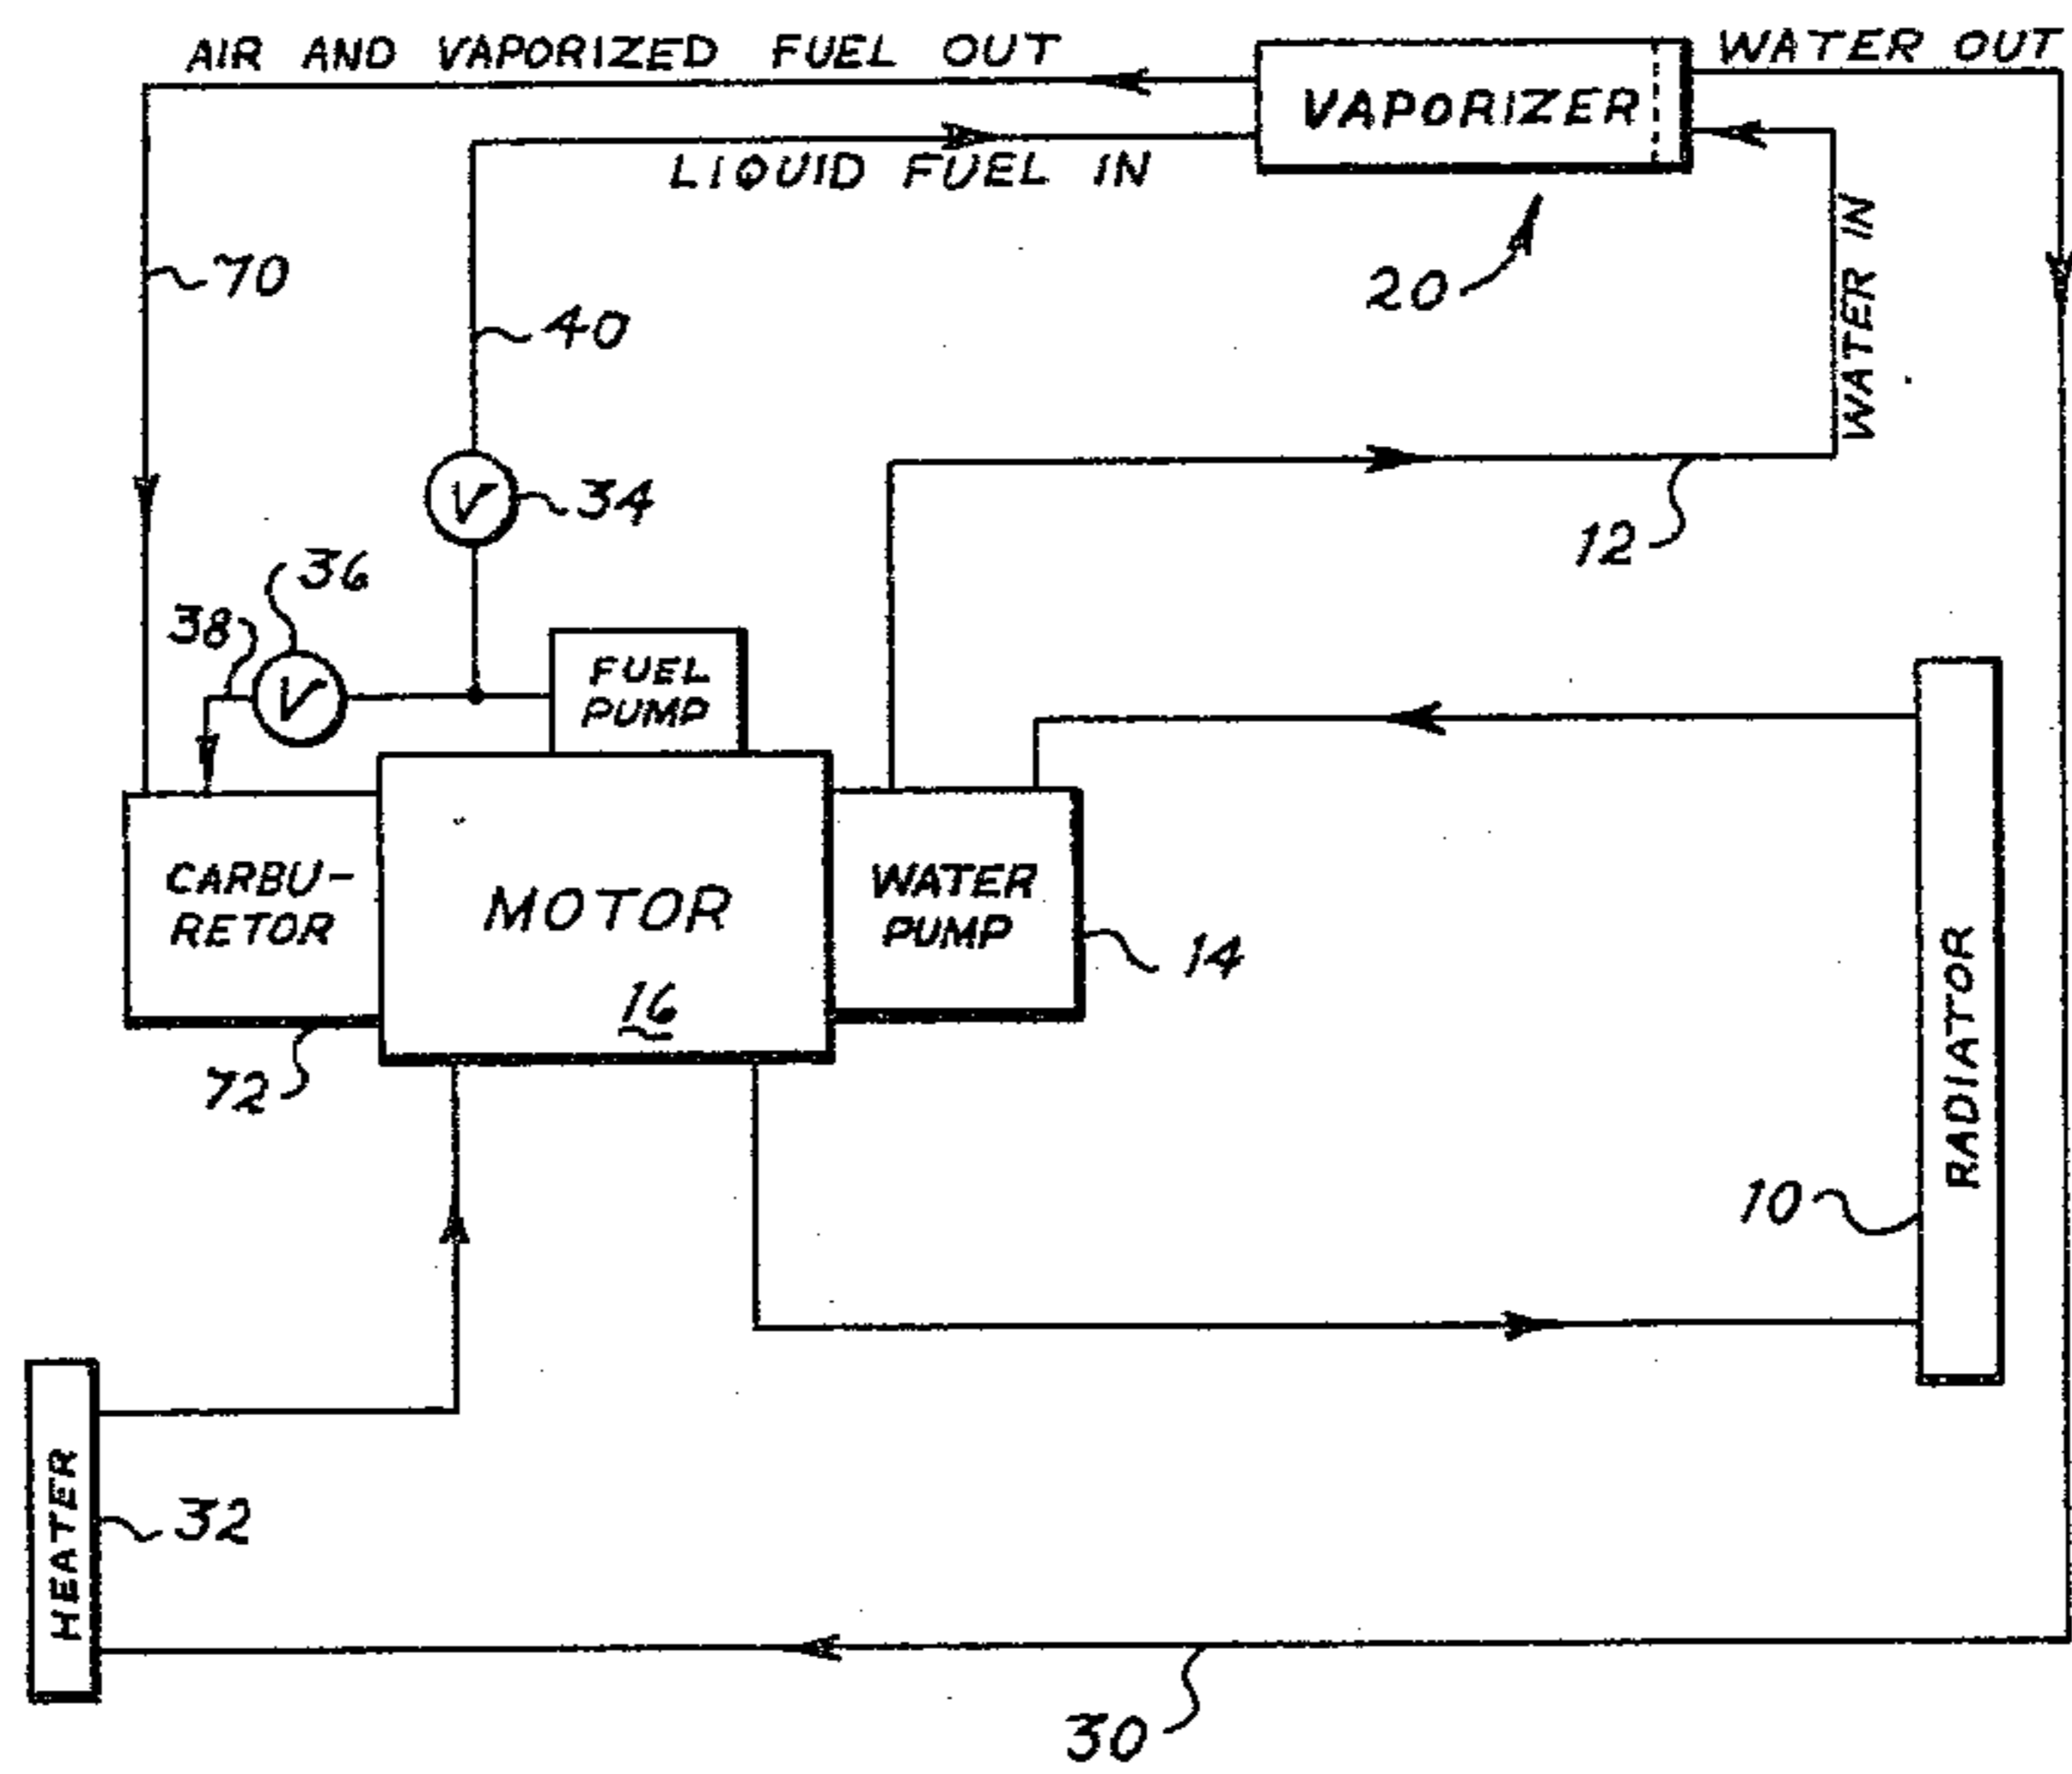 AIR AND VAPORIZED FUEL OUT
WATER OUT
VAPORIZER
LIQUID FUEL IN
WATER IN
20
70
40
V
34
12
36
38
V
FUEL
PUMP
CARBU-
RETOR
MOTOR
16
WATER
PUMP
14
72
RADIATOR
10
HEATER
32
30